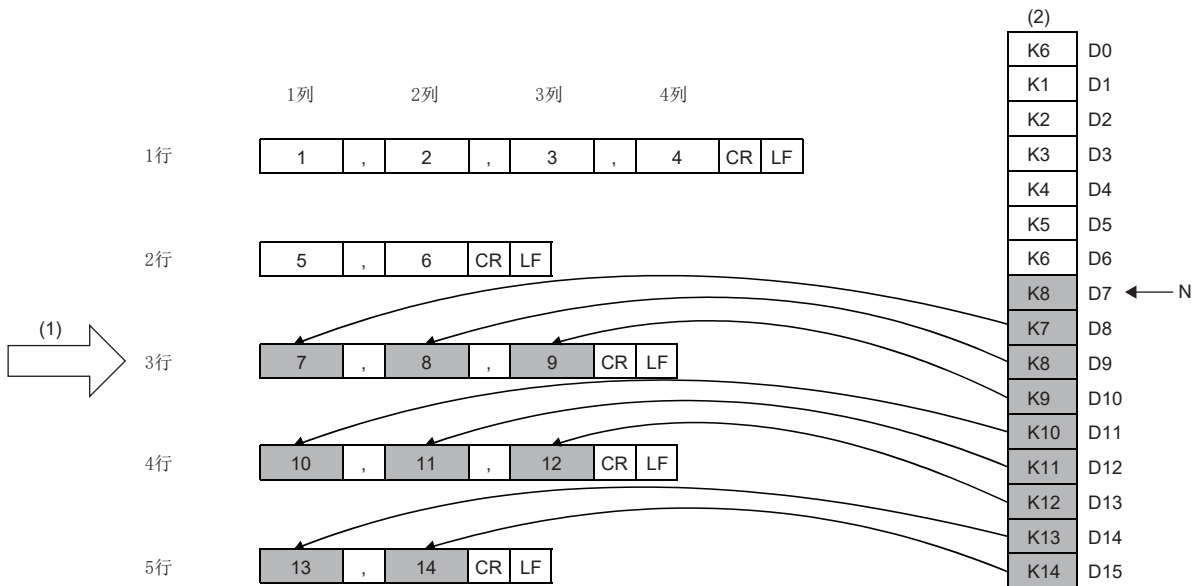 (2)
K6 D0
1列 2列 3列 4列
K1 D1
K2 D2
1行 1 , 2 , 3 , 4 CR LF
K3 D3
K4 D4
K5 D5
2行 5 , 6 CR LF
K6 D6
K8 D7 N
(1)
K7 D8
3行 7 , 8 , 9 CR LF
K8 D9
K9 D10
K10 D11
4行 10 , 11 , 12 CR LF
K11 D12
K12 D13
K13 D14
5行 13 , 14 CR LF
K14 D15